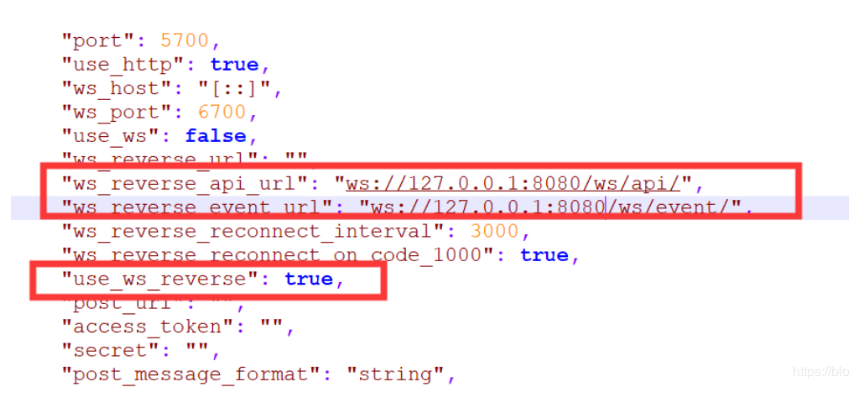 "port": 5700,
"use_http": true,
"ws_host": "[::]",
"ws_port": 6700,
"use_ws": false,
"ws_reverse_url": ""
"ws_reverse_api_url": "ws://127.0.0.1:8080/ws/api/",
"ws_reverse_event_url": "ws://127.0.0.1:8080/ws/event/",
"ws_reverse_reconnect_interval": 3000,
"ws_reverse_reconnect_on_code_1000": true,
"use_ws_reverse": true,
"post_url": "",
"access_token": "",
"secret": "",
"post_message_format": "string",
https://blo